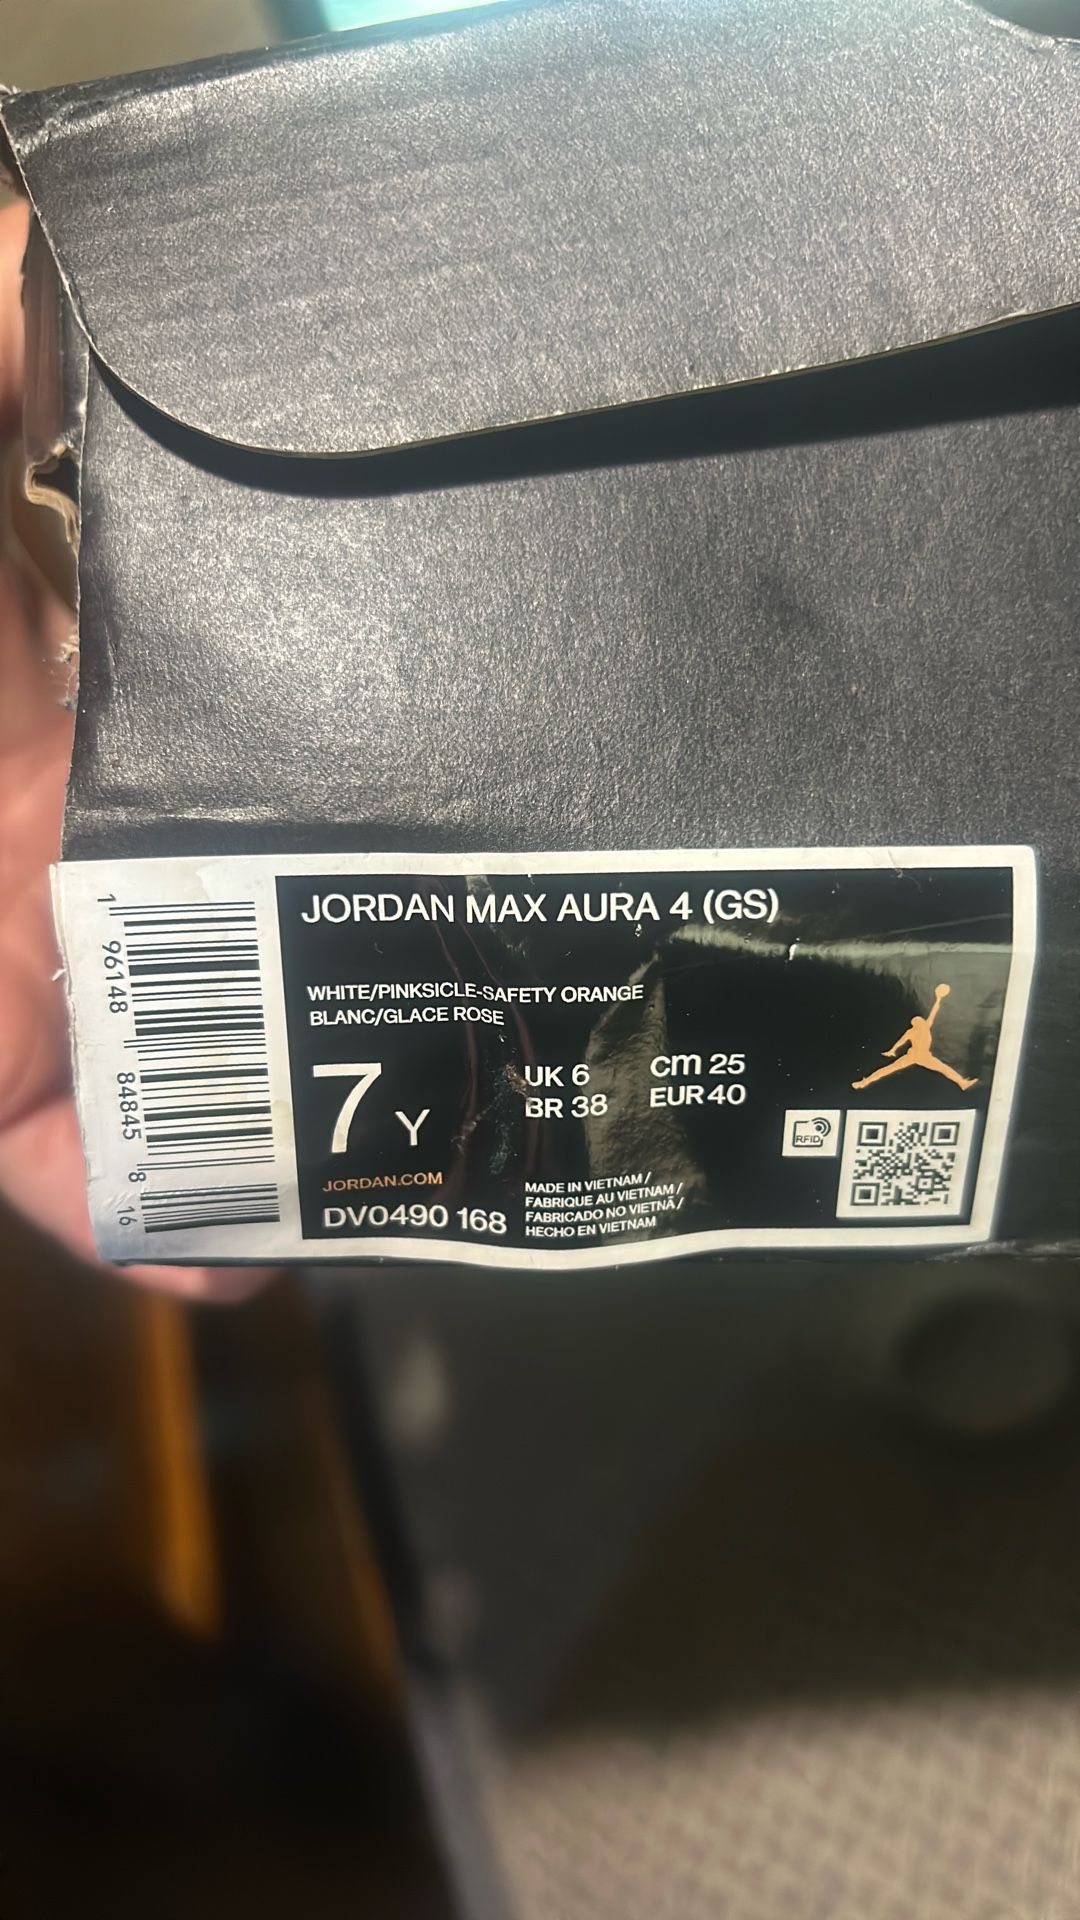 JORDAN MAX AURA 4 (GS)
WHITE/PINKSICLE-SAFETY ORANGE
BLANC/GLACE ROSE
7 Y
UK 6
BR 38
cm 25
EUR 40
RFID
JORDAN.COM
DV0490 168
MADE IN VIETNAM /
FABRIQUE AU VIETNAM /
FABRICADO NO VIETNÃ /
HECHO EN VIETNAM
1 96148 84845 8 16